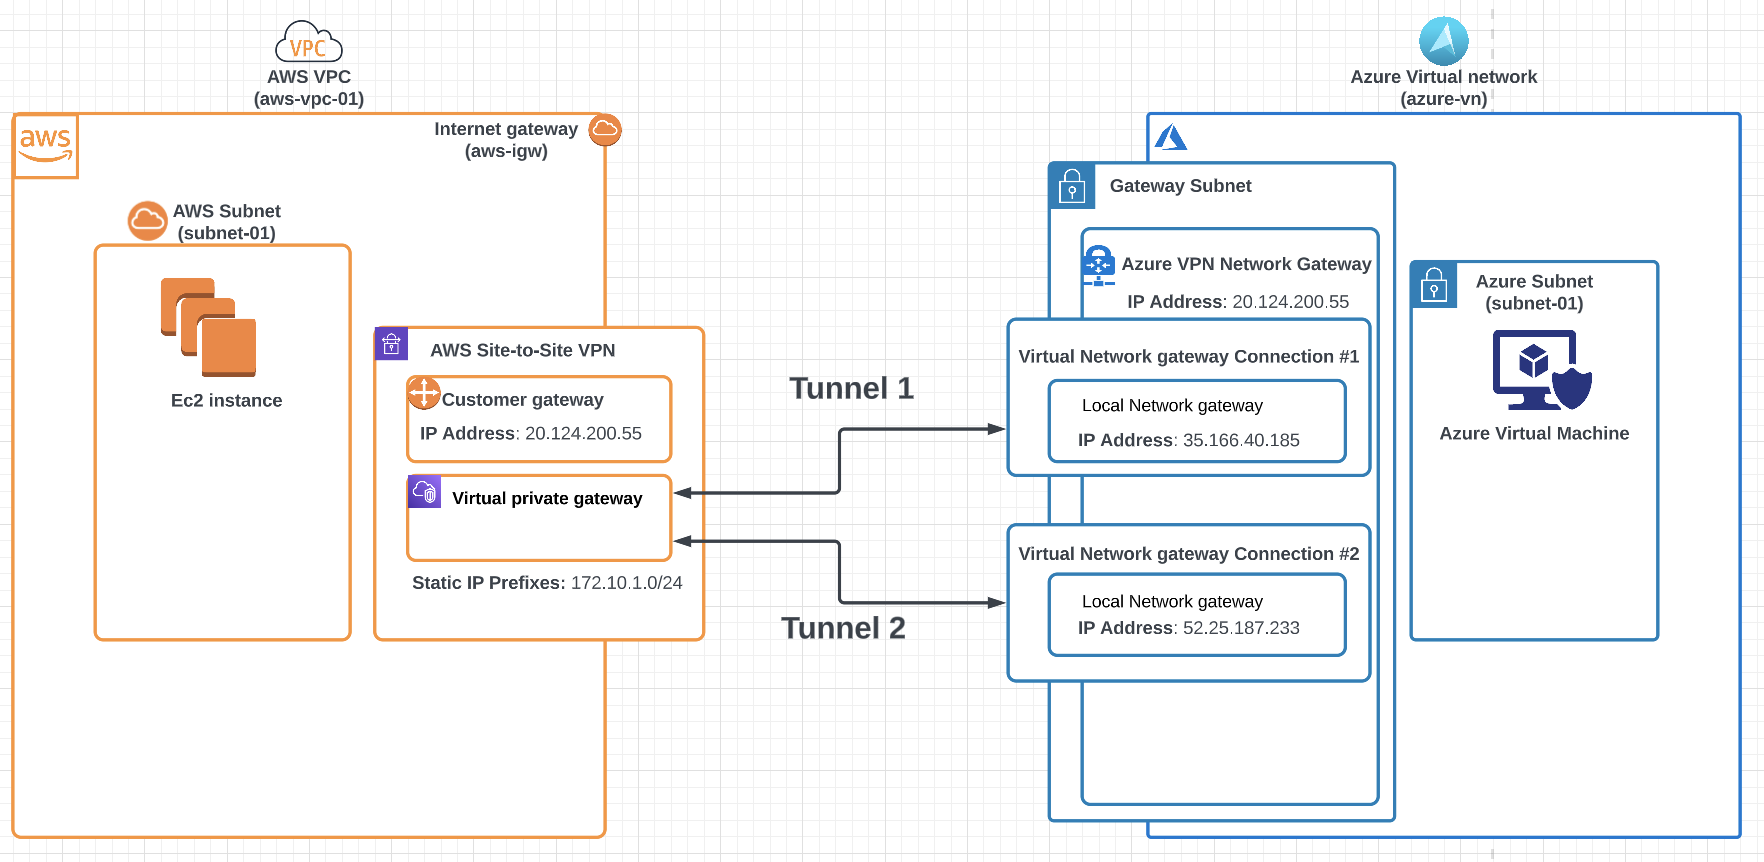 VPC
AWS VPC
(aws-vpc-01)
aws
Internet gateway
(aws-igw)
AWS Subnet
(subnet-01)
Ec2 instance
AWS Site-to-Site VPN
Customer gateway
IP Address: 20.124.200.55
Virtual private gateway
Static IP Prefixes: 172.10.1.0/24
Tunnel 1
Tunnel 2
Azure Virtual network
(azure-vn)
Gateway Subnet
Azure VPN Network Gateway
IP Address: 20.124.200.55
Virtual Network gateway Connection #1
Local Network gateway
IP Address: 35.166.40.185
Virtual Network gateway Connection #2
Local Network gateway
IP Address: 52.25.187.233
Azure Subnet
(subnet-01)
Azure Virtual Machine